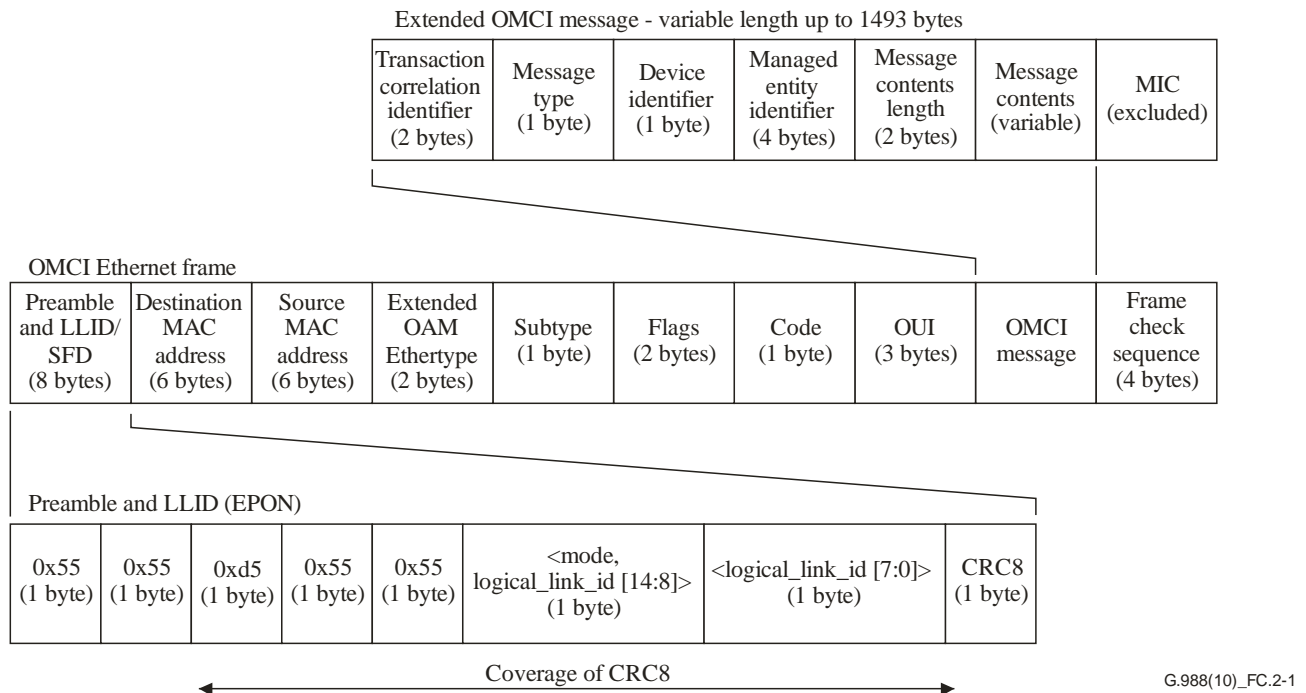 Extended OMCI message - variable length up to 1493 bytes
Transaction
correlation
identifier
(2 bytes)
Message
type
(1 byte)
Device
identifier
(1 byte)
Managed
entity
identifier
(4 bytes)
Message
contents
length
(2 bytes)
Message
contents
(variable)
MIC
(excluded)
OMCI Ethernet frame
Preamble
and LLID/
SFD
(8 bytes)
Destination
MAC
address
(6 bytes)
Source
MAC
address
(6 bytes)
Extended
OAM
Ethertype
(2 bytes)
Subtype
(1 byte)
Flags
(2 bytes)
Code
(1 byte)
OUI
(3 bytes)
OMCI
message
Frame
check
sequence
(4 bytes)
Preamble and LLID (EPON)
0x55
(1 byte)
0x55
(1 byte)
0xd5
(1 byte)
0x55
(1 byte)
0x55
(1 byte)
<mode,
logical_link_id [14:8]>
(1 byte)
<logical_link_id [7:0]>
(1 byte)
CRC8
(1 byte)
Coverage of CRC8
G.988(10)_FC.2-1